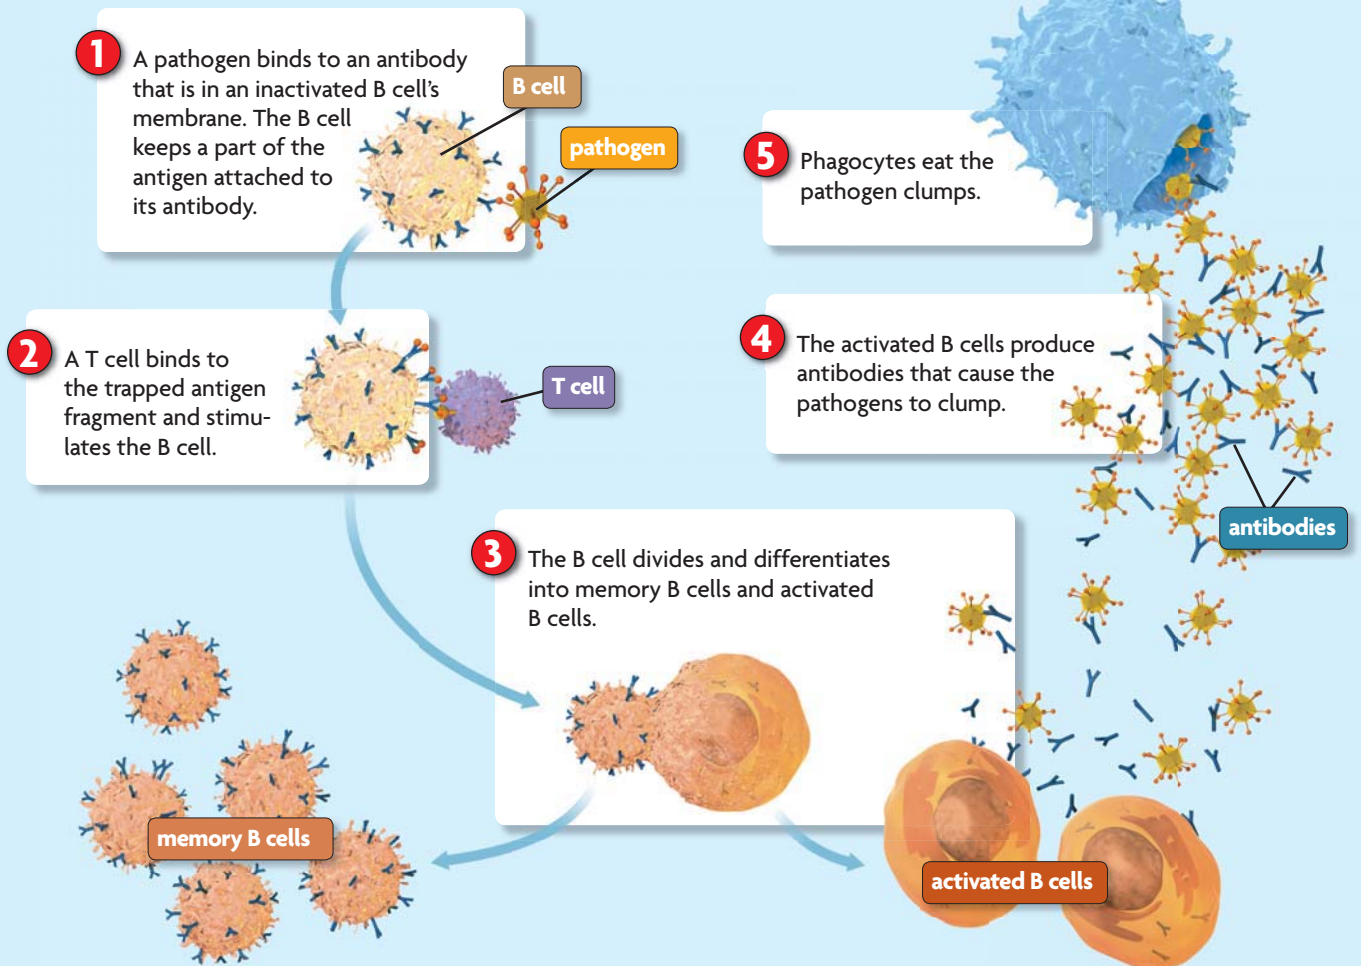 1
A pathogen binds to an antibody
that is in an inactivated B cell’s
membrane. The B cell
keeps a part of the
antigen attached to
its antibody.
B cell
pathogen
2
A T cell binds to
the trapped antigen
fragment and stimu-
lates the B cell.
T cell
3
The B cell divides and differentiates
into memory B cells and activated
B cells.
memory B cells
activated B cells
4
The activated B cells produce
antibodies that cause the
pathogens to clump.
antibodies
5
Phagocytes eat the
pathogen clumps.